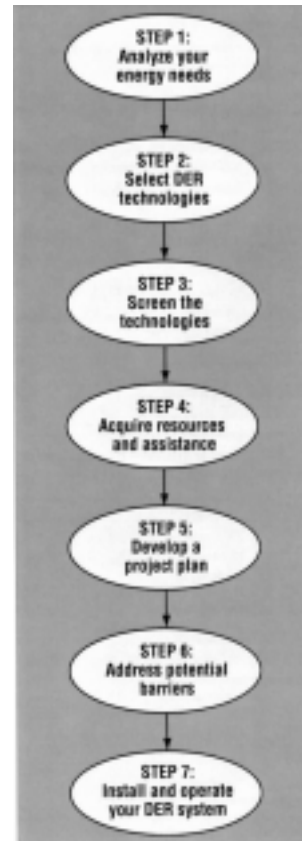 STEP 1:
Analyze your
energy needs
STEP 2:
Select DER
technologies
STEP 3:
Screen the
technologies
STEP 4:
Acquire resources
and assistance
STEP 5:
Develop a
project plan
STEP 6:
Address potential
barriers
STEP 7:
Install and operate
your DER system